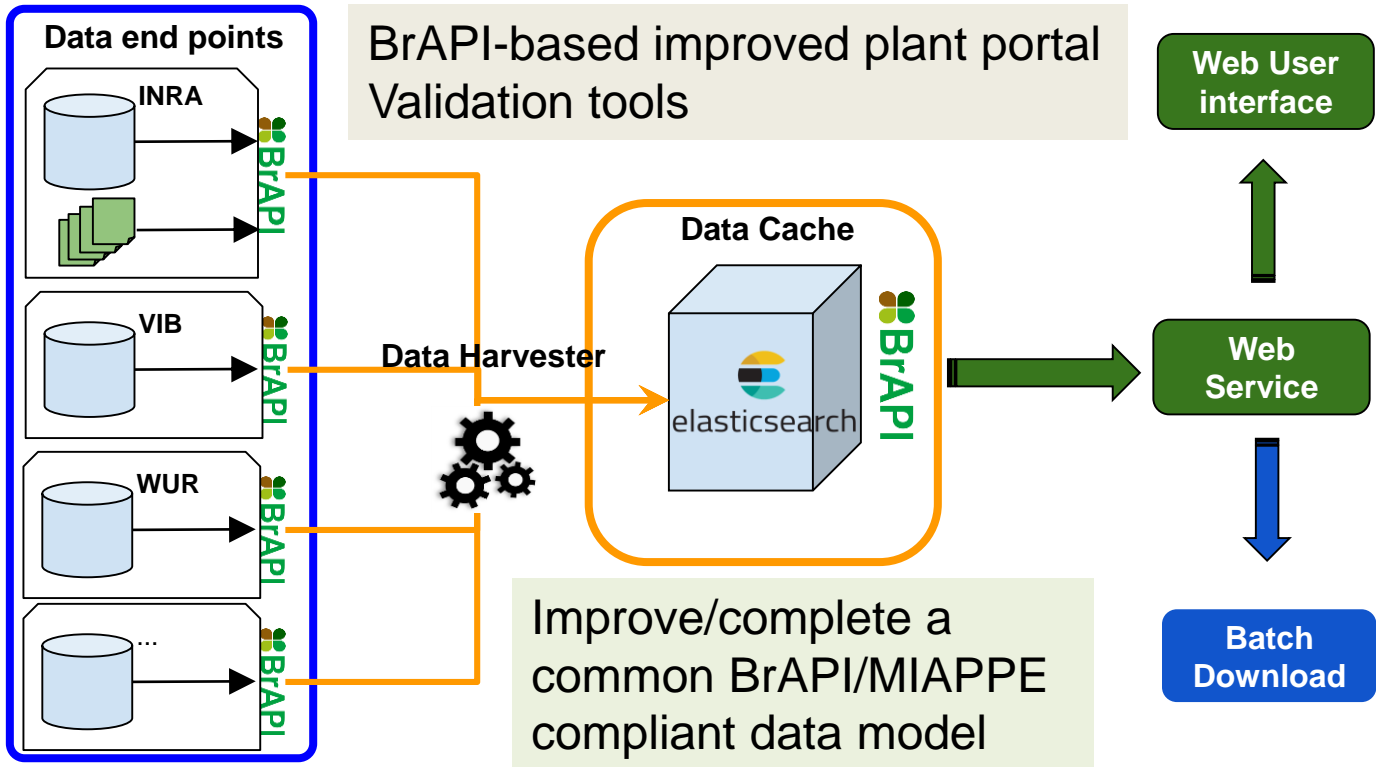 Data end points
INRA
BrAPI
VIB
BrAPI
WUR
BrAPI
...
BrAPI
BrAPI-based improved plant portal
Validation tools
Data Harvester
Data Cache
elasticsearch
BrAPI
Improve/complete a
common BrAPI/MIAPPE
compliant data model
Web User
interface
Web
Service
Batch
Download